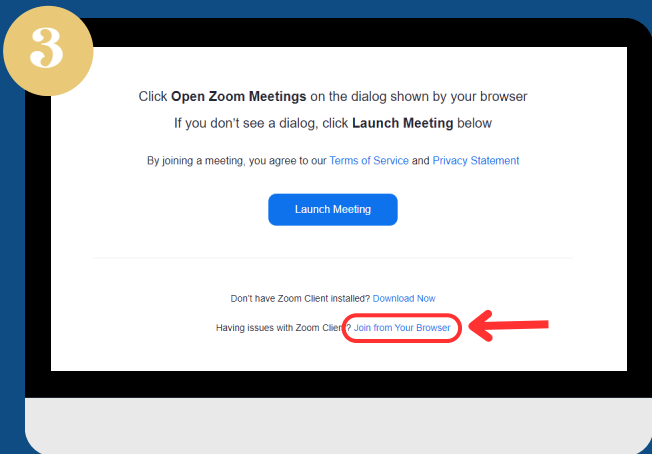 3
Click Open Zoom Meetings on the dialog shown by your browser
If you don't see a dialog, click Launch Meeting below
By joining a meeting, you agree to our Terms of Service and Privacy Statement
Launch Meeting
Don't have Zoom Client installed? Download Now
Having issues with Zoom Client? Join from Your Browser